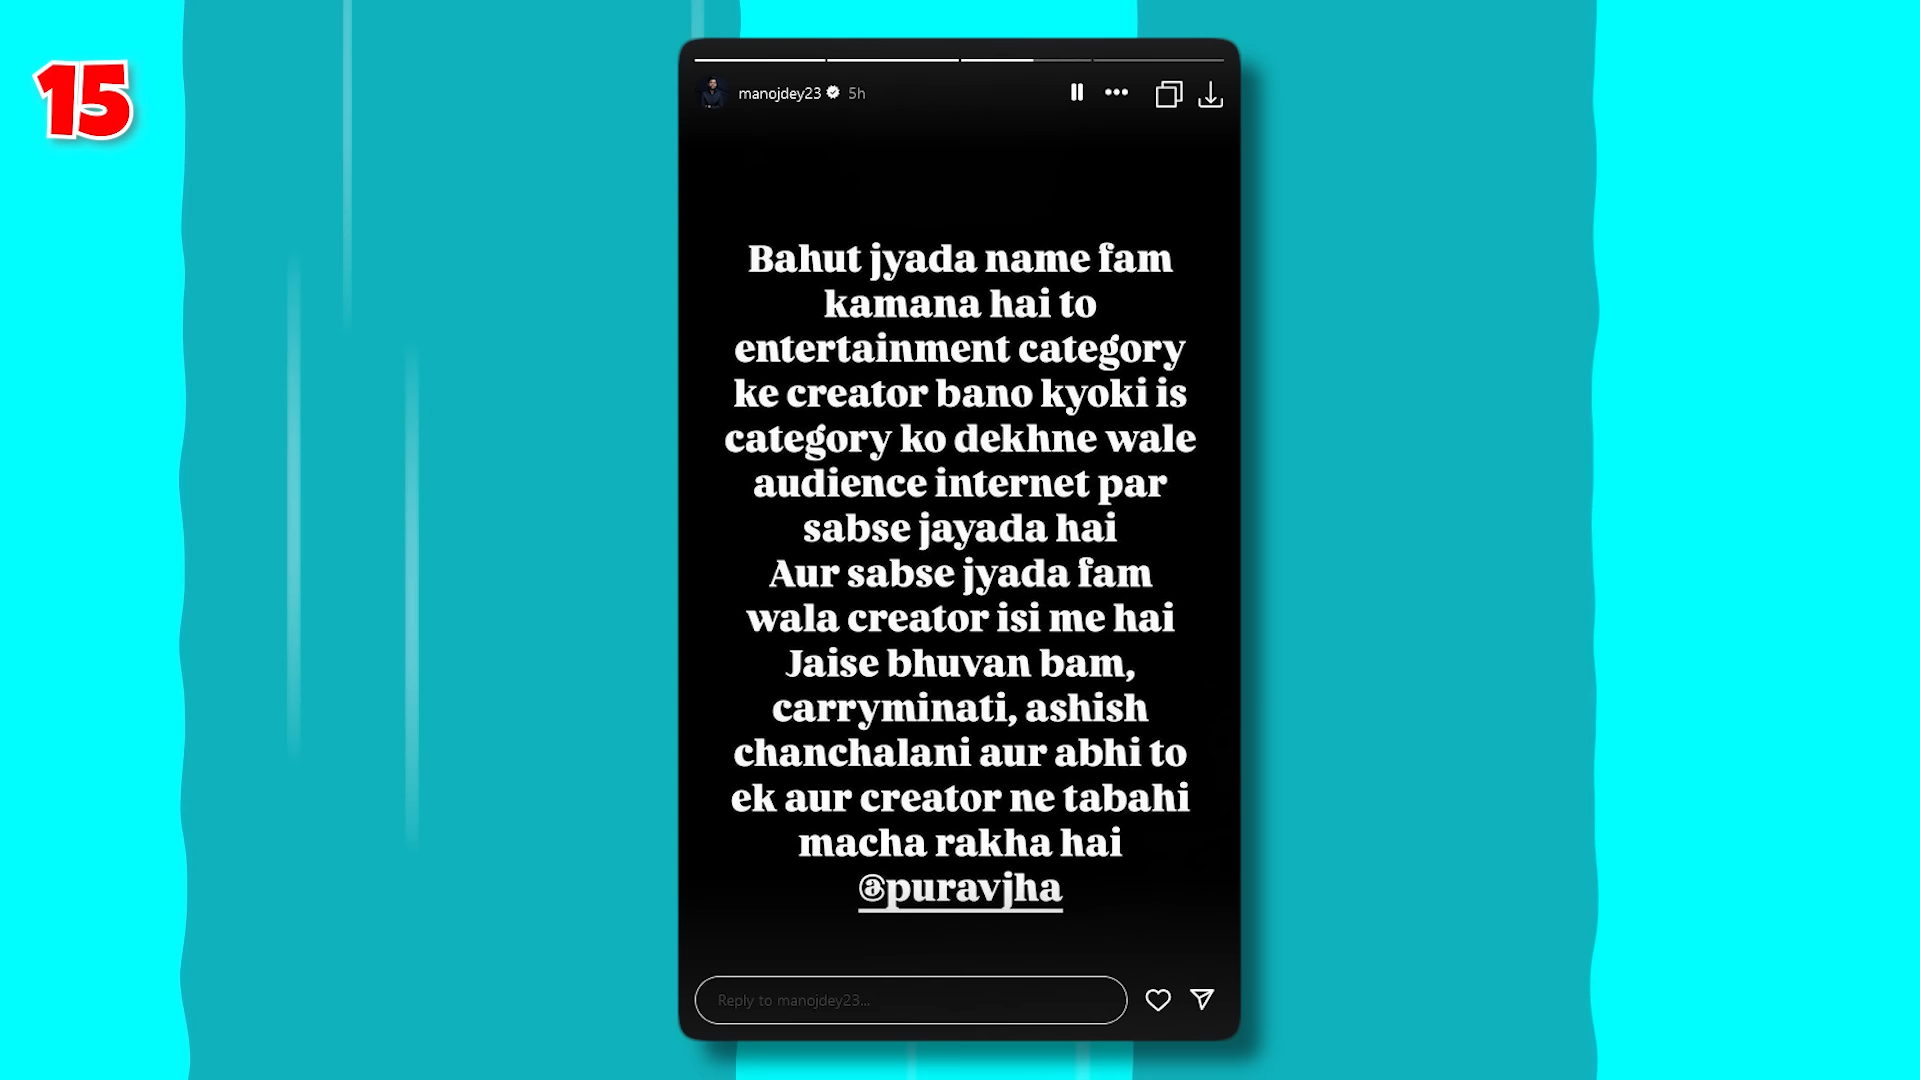 15
manojdey23 5h
Bahut jyada name fam
kamana hai to
entertainment category
ke creator bano kyoki is
category ko dekhne wale
audience internet par
sabse jayada hai
Aur sabse jyada fam
wala creator isi me hai
Jaise bhuvan bam,
carryminati, ashish
chanchalani aur abhi to
ek aur creator ne tabahi
macha rakha hai
@puravjha
Reply to manojdey23...